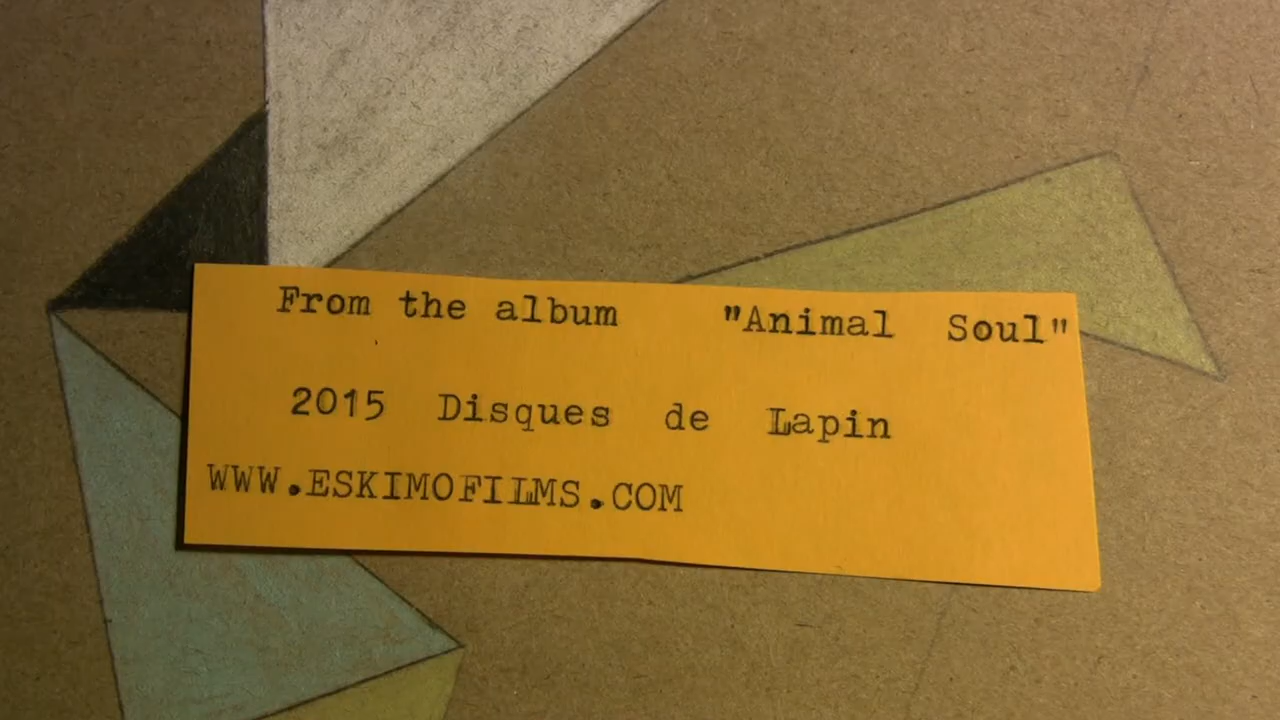 From the album "Animal Soul"
2015 Disques de Lapin
WWW.ESKIMOFILMS.COM